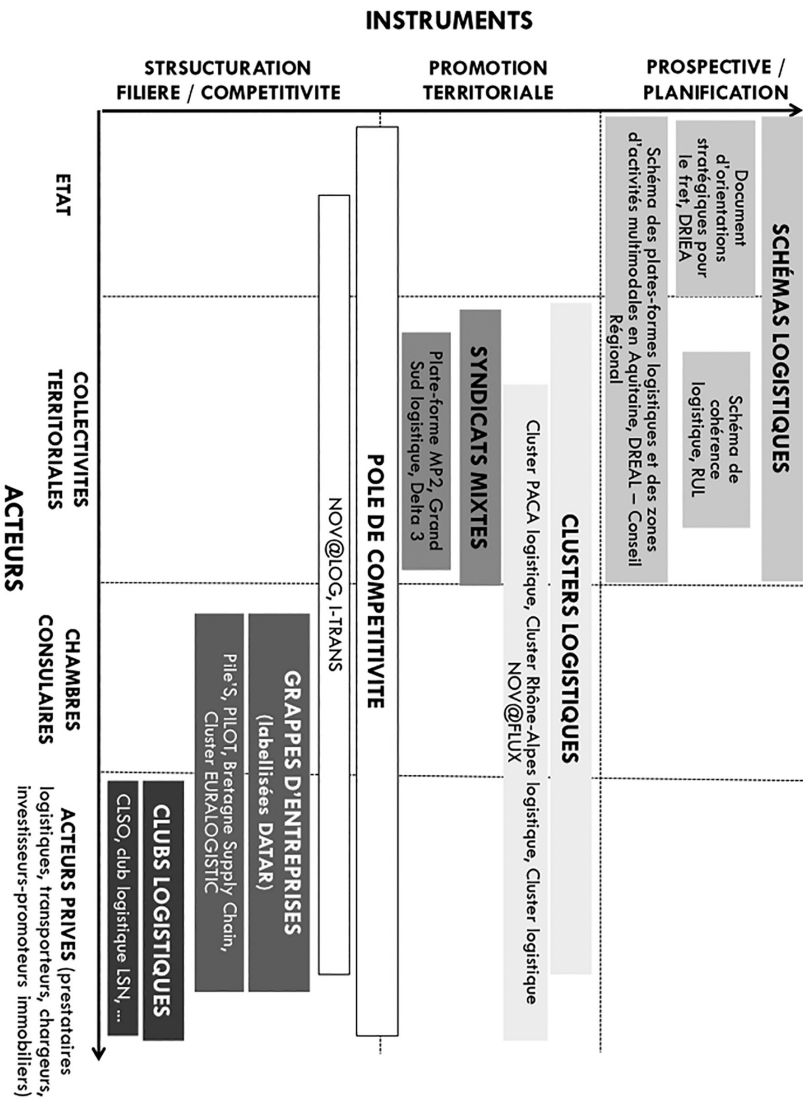 INSTRUMENTS
STRSUCTURATION
FILIERE / COMPETITIVITE
PROMOTION
TERRITORIALE
PROSPECTIVE /
PLANIFICATION
SCHÉMAS LOGISTIQUES
Document
d'orientations
stratégiques pour
le fret, DRIEA
Schéma de
cohérence
logistique, RUL
Schéma des plates-formes logistiques et des zones
d'activités multimodales en Aquitaine, DREAL – Conseil
Régional
CLUSTERS LOGISTIQUES
Cluster PACA logistique, Cluster Rhône-Alpes logistique, Cluster logistique
NOV@FLUX
SYNDICATS MIXTES
Plate-forme MP2, Grand
Sud logistique, Delta 3
POLE DE COMPETITIVITE
NOV@LOG, I-TRANS
GRAPPES D'ENTREPRISES
(labellisées DATAR)
Pile'S, PILOT, Bretagne Supply Chain,
Cluster EURALOGISTIC
CLUBS LOGISTIQUES
CLSO, club logistique LSN, ...
ETAT
COLLECTIVITES
TERRITORIALES
CHAMBRES
CONSULAIRES
ACTEURS PRIVES (prestataires
logistiques, transporteurs, chargeurs,
investisseurs-promoteurs immobiliers)
ACTEURS